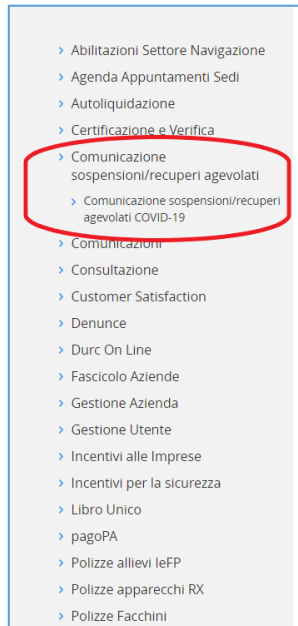 Abilitazioni Settore Navigazione
Agenda Appuntamenti Sedi
Autoliquidazione
Certificazione e Verifica
Comunicazione
sospensioni/recuperi agevolati
Comunicazione sospensioni/recuperi
agevolati COVID-19
Comunicazioni
Consultazione
Customer Satisfaction
Denunce
Durc On Line
Fascicolo Aziende
Gestione Azienda
Gestione Utente
Incentivi alle Imprese
Incentivi per la sicurezza
Libro Unico
pagoPA
Polizze allievi IeFP
Polizze apparecchi RX
Polizze Facchini